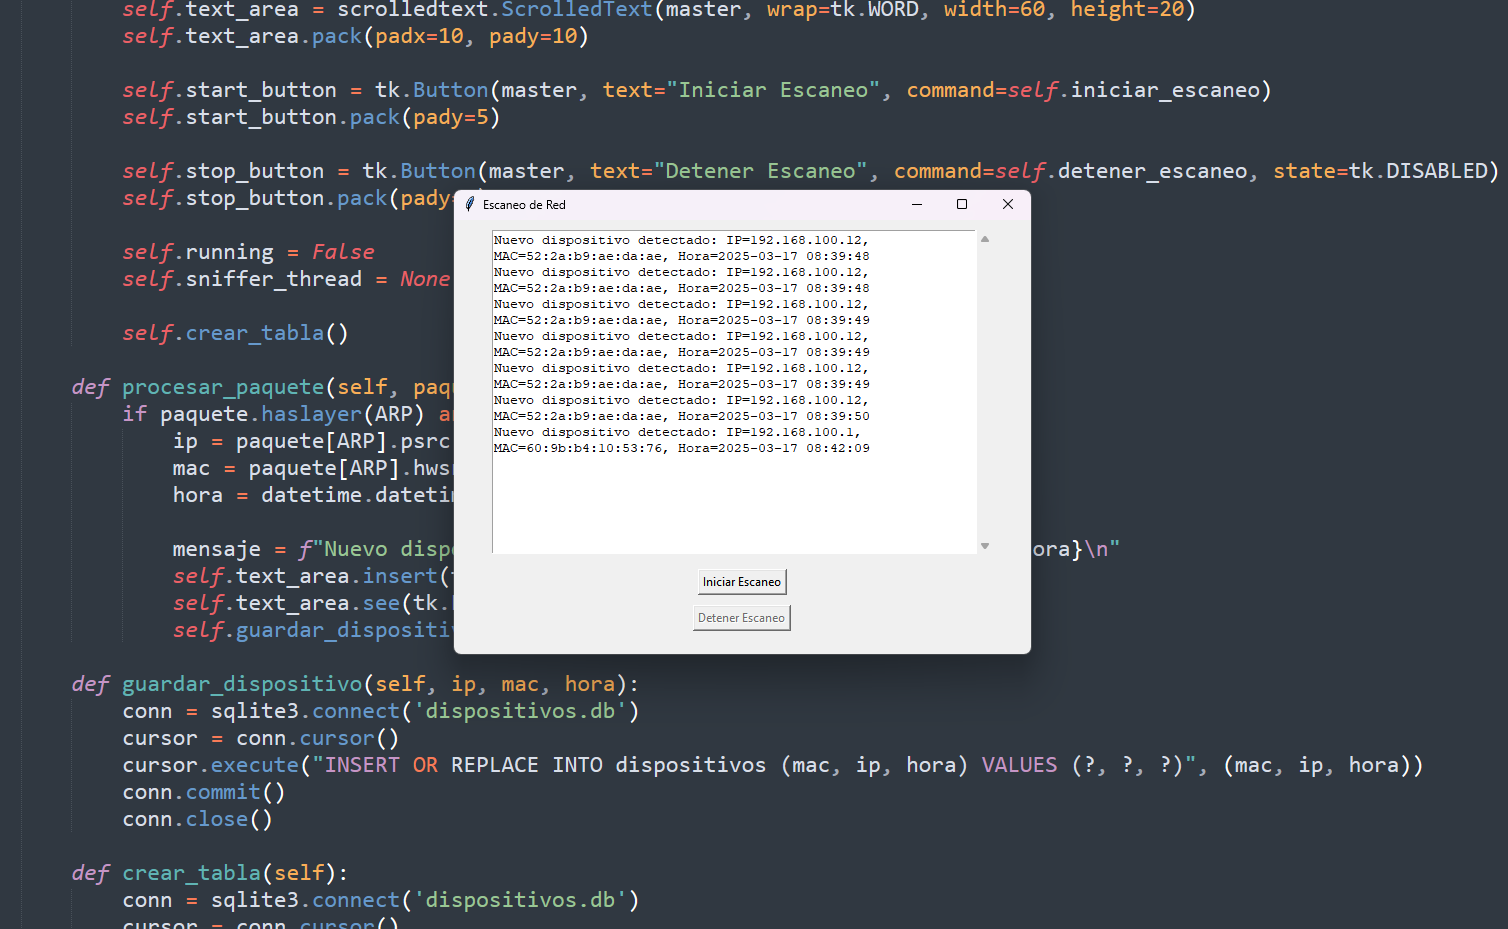 self.text_area = scrolledtext.ScrolledText(master, wrap=tk.WORD, width=60, height=20)
self.text_area.pack(padx=10, pady=10)
self.start_button = tk.Button(master, text="Iniciar Escaneo", command=self.iniciar_escaneo)
self.start_button.pack(pady=5)
self.stop_button = tk.Button(master, text="Detener Escaneo", command=self.detener_escaneo, state=tk.DISABLED)
self.stop_button.pack(pady
self.running = False
self.sniffer_thread = None
self.crear_tabla()
def procesar_paquete(self, paq
if paquete.haslayer(ARP) an
ip = paquete[ARP].psrc
mac = paquete[ARP].hwsr
hora = datetime.datetim
mensaje = f"Nuevo disp
ora}\n"
self.text_area.insert(
self.text_area.see(tk.
self.guardar_dispositiv
def guardar_dispositivo(self, ip, mac, hora):
conn = sqlite3.connect('dispositivos.db')
cursor = conn.cursor()
cursor.execute("INSERT OR REPLACE INTO dispositivos (mac, ip, hora) VALUES (?, ?, ?)", (mac, ip, hora))
conn.commit()
conn.close()
def crear_tabla(self):
conn = sqlite3.connect('dispositivos.db')
cursor = conn.cursor()
Escaneo de Red
Nuevo dispositivo detectado: IP=192.168.100.12,
MAC=52:2a:b9:ae:da:ae, Hora=2025-03-17 08:39:48
Nuevo dispositivo detectado: IP=192.168.100.12,
MAC=52:2a:b9:ae:da:ae, Hora=2025-03-17 08:39:48
Nuevo dispositivo detectado: IP=192.168.100.12,
MAC=52:2a:b9:ae:da:ae, Hora=2025-03-17 08:39:49
Nuevo dispositivo detectado: IP=192.168.100.12,
MAC=52:2a:b9:ae:da:ae, Hora=2025-03-17 08:39:49
Nuevo dispositivo detectado: IP=192.168.100.12,
MAC=52:2a:b9:ae:da:ae, Hora=2025-03-17 08:39:49
Nuevo dispositivo detectado: IP=192.168.100.12,
MAC=52:2a:b9:ae:da:ae, Hora=2025-03-17 08:39:50
Nuevo dispositivo detectado: IP=192.168.100.1,
MAC=60:9b:b4:10:53:76, Hora=2025-03-17 08:42:09
Iniciar Escaneo
Detener Escaneo